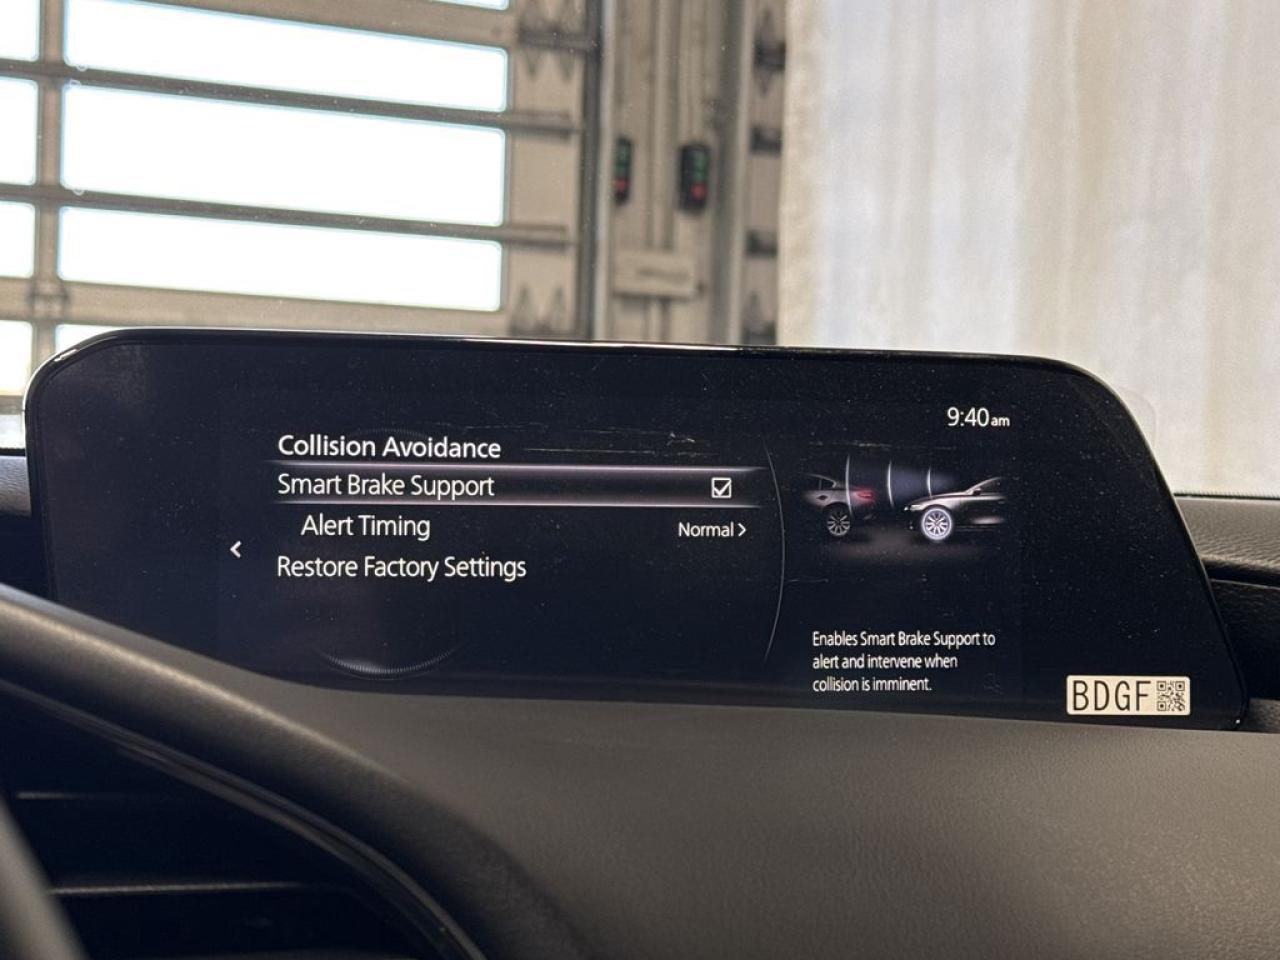 9:40am
Collision Avoidance
Smart Brake Support
Alert Timing Normal >
Restore Factory Settings
<
Enables Smart Brake Support to
alert and intervene when
collision is imminent.
BDGF